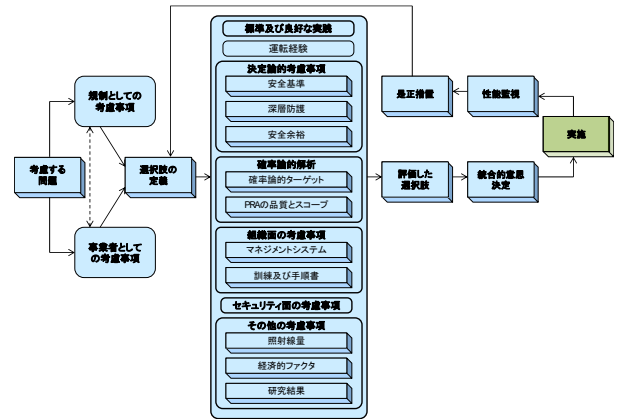 標準及び良好な実践
運転経験
決定論的考慮事項
安全基準
深層防護
安全余裕
確率論的解析
確率論的ターゲット
PRAの品質とスコープ
組織面の考慮事項
マネジメントシステム
訓練及び手順書
セキュリティ面の考慮事項
その他の考慮事項
照射線量
経済的ファクタ
研究結果
規制としての
考慮事項
考慮する
問題
事業者として
の考慮事項
選択肢の
定義
是正措置
性能監視
実施
評価した
選択肢
統合的意思
決定